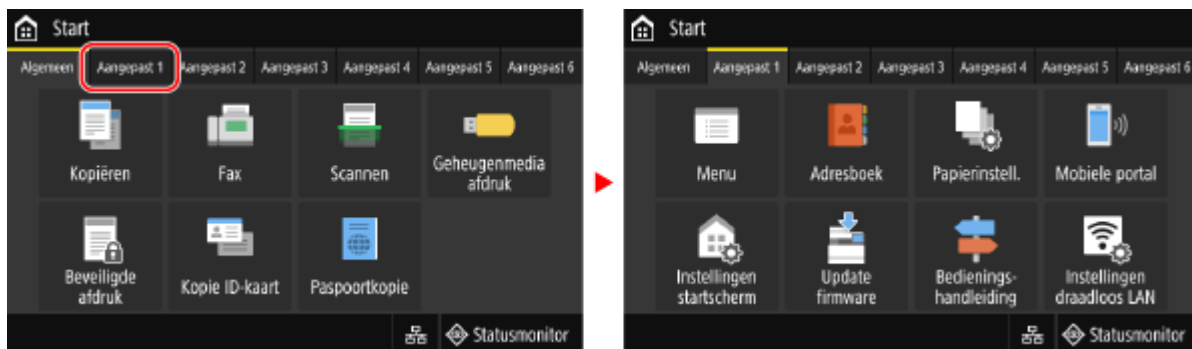 Start
Algemeen Aangepast 1 Aangepast 2 Aangepast 3 Aangepast 4 Aangepast 5 Aangepast 6
Kopiëren Fax Scannen Geheugenmedia
afdruk
Beveiligde
afdruk Kopie ID-kaart Paspoortkopie
Statusmonitor
Start
Algemeen Aangepast 1 Aangepast 2 Aangepast 3 Aangepast 4 Aangepast 5 Aangepast 6
Menu Adresboek Papierinstell. Mobiele portal
Instellingen Update Bedienings- Instellingen
startscherm firmware handleiding draadloos LAN
Statusmonitor